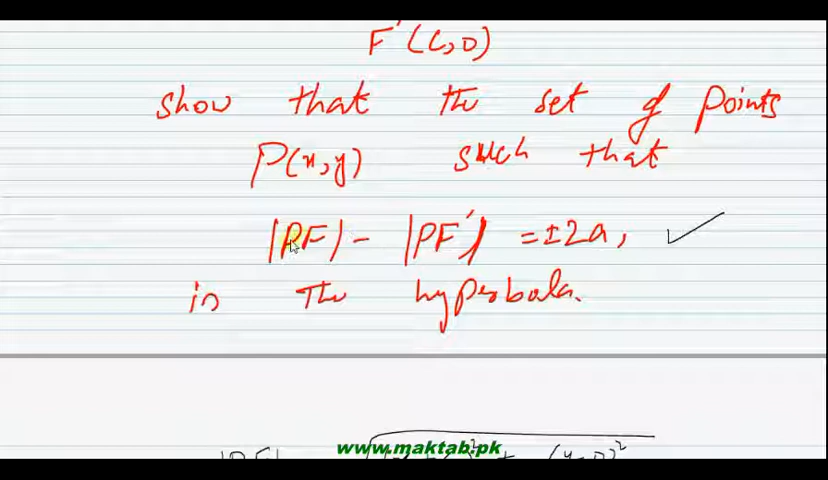 F'(C,0)
show that the set of points
P(x,y) such that
|PF| - |PF'| = ±2a,
is the hyperbola.
www.maktab.pk